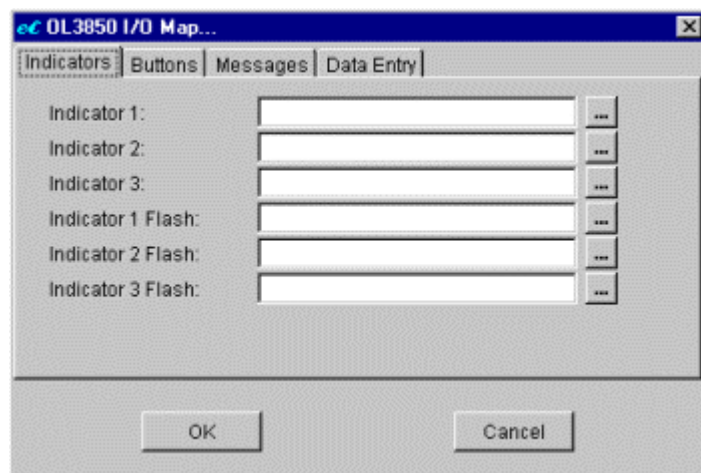 eC OL3850 I/O Map...
Indicators Buttons Messages Data Entry
Indicator 1: ...
Indicator 2: ...
Indicator 3: ...
Indicator 1 Flash: ...
Indicator 2 Flash: ...
Indicator 3 Flash: ...
OK Cancel